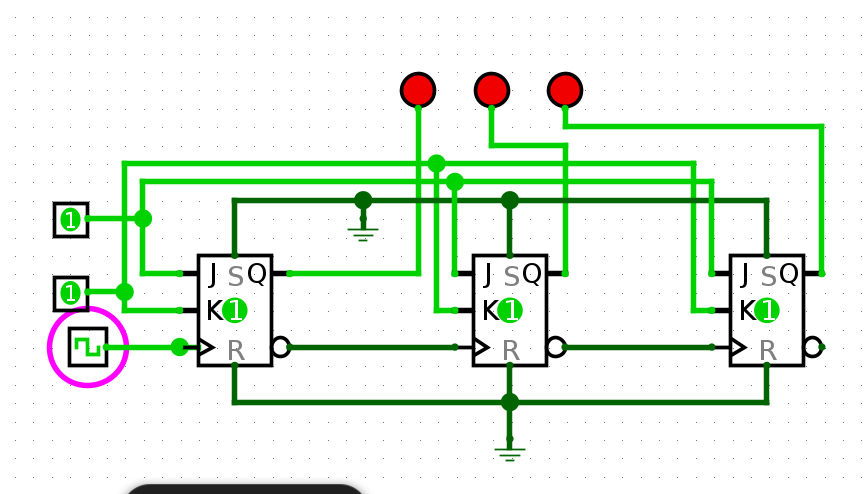 J S Q J S Q J S Q
1
K 1 K 1 K 1
1
R R R